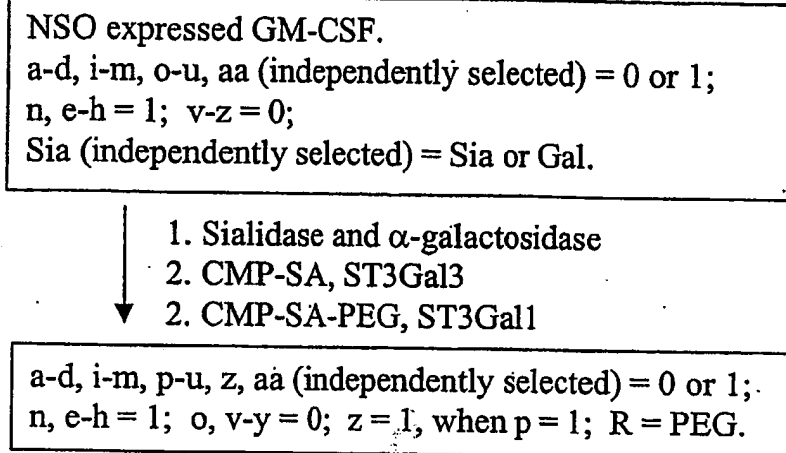 NSO expressed GM-CSF.
a-d, i-m, o-u, aa (independently selected) = 0 or 1;
n, e-h = 1; v-z = 0;
Sia (independently selected) = Sia or Gal.
1. Sialidase and α-galactosidase
2. CMP-SA, ST3Gal3
2. CMP-SA-PEG, ST3Gal1
a-d, i-m, p-u, z, aa (independently selected) = 0 or 1;
n, e-h = 1; o, v-y = 0; z = 1, when p = 1; R = PEG.